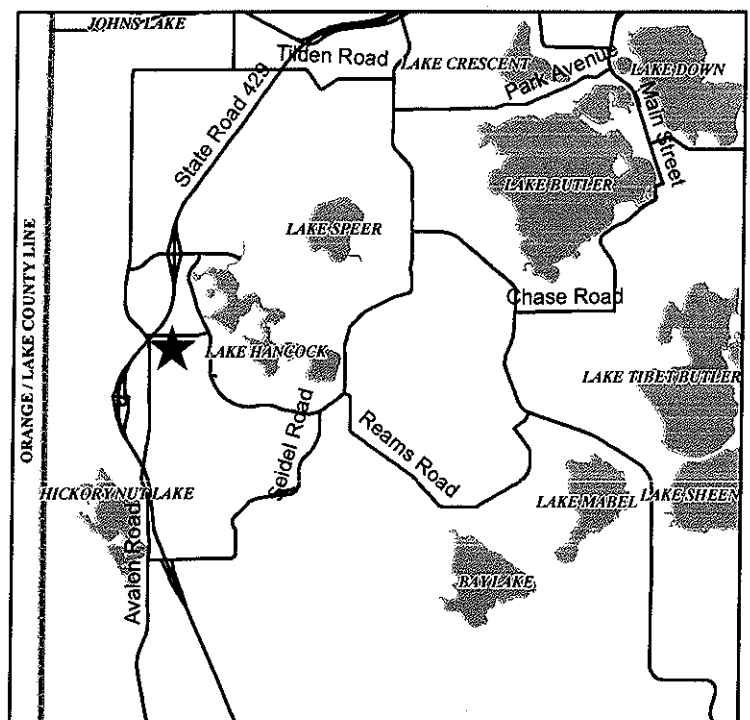 JOHNS LAKE
Tilden Road
LAKE CRESCENT
Park Avenue
LAKE DOWN
State Road 429
Main Street
LAKE BUTLER
LAKE SPEER
ORANGE / LAKE COUNTY LINE
Chase Road
LAKE HANCOCK
LAKE TIBET BUTLER
Seidel Road
Reams Road
HICKORY NUT LAKE
LAKE MABEL
LAKE SHEEN
Avalon Road
BAY LAKE